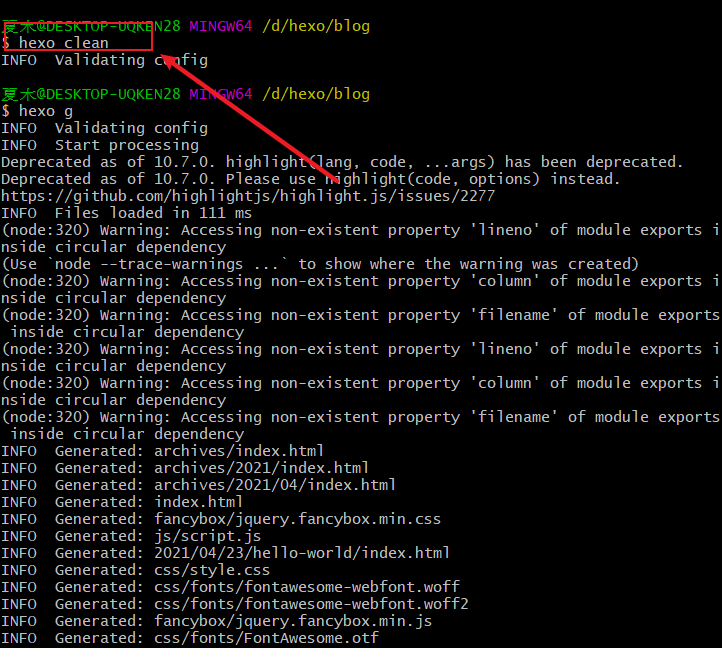 夏木@DESKTOP-UQKEN28 MINGW64 /d/hexo/blog
$ hexo clean
INFO  Validating config
夏木@DESKTOP-UQKEN28 MINGW64 /d/hexo/blog
$ hexo g
INFO  Validating config
INFO  Start processing
Deprecated as of 10.7.0. highlight(lang, code, ...args) has been deprecated.
Deprecated as of 10.7.0. Please use highlight(code, options) instead.
https://github.com/highlightjs/highlight.js/issues/2277
INFO  Files loaded in 111 ms
(node:320) Warning: Accessing non-existent property 'lineno' of module exports i
nside circular dependency
(Use `node --trace-warnings ...` to show where the warning was created)
(node:320) Warning: Accessing non-existent property 'column' of module exports i
nside circular dependency
(node:320) Warning: Accessing non-existent property 'filename' of module exports
 inside circular dependency
(node:320) Warning: Accessing non-existent property 'lineno' of module exports i
nside circular dependency
(node:320) Warning: Accessing non-existent property 'column' of module exports i
nside circular dependency
(node:320) Warning: Accessing non-existent property 'filename' of module exports
 inside circular dependency
INFO  Generated: archives/index.html
INFO  Generated: archives/2021/index.html
INFO  Generated: archives/2021/04/index.html
INFO  Generated: index.html
INFO  Generated: fancybox/jquery.fancybox.min.css
INFO  Generated: js/script.js
INFO  Generated: 2021/04/23/hello-world/index.html
INFO  Generated: css/style.css
INFO  Generated: css/fonts/fontawesome-webfont.woff
INFO  Generated: css/fonts/fontawesome-webfont.woff2
INFO  Generated: fancybox/jquery.fancybox.min.js
INFO  Generated: css/fonts/FontAwesome.otf